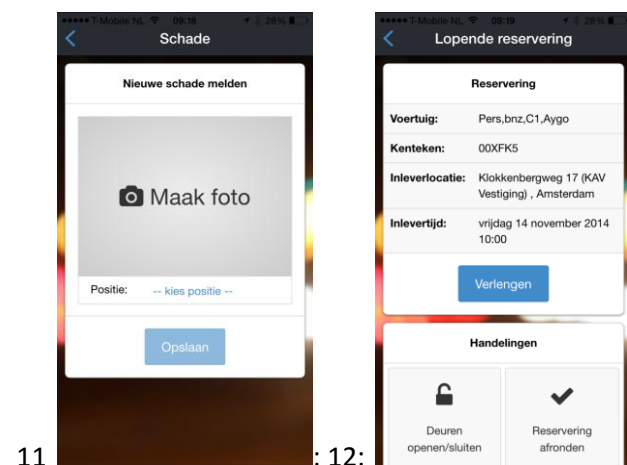 T-Mobile NL 09:18 28%
Schade
Nieuwe schade melden
Maak foto
Positie: -- kies positie --
Opslaan
11
: 12:
T-Mobile NL 09:19 28%
Lopende reservering
Reservering
Voertuig: Pers,bnz,C1,Aygo
Kenteken: 00XFK5
Inleverlocatie: Klokkenbergweg 17 (KAV
Vestiging) , Amsterdam
Inlevertijd: vrijdag 14 november 2014
10:00
Verlengen
Handelingen
Deuren
openen/sluiten
Reservering
afronden